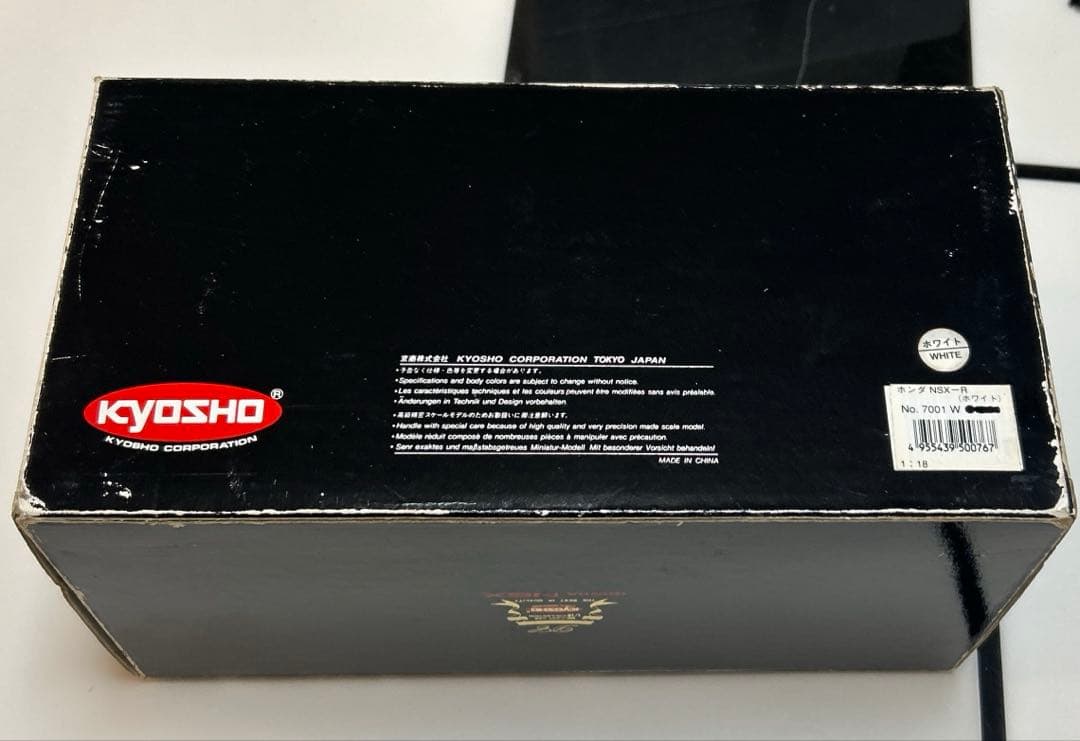 KYOSHO®
KYOSHO CORPORATION
京商株式会社 KYOSHO CORPORATION TOKYO JAPAN
・予告なく仕様・色等を変更する場合があります。
・Specifications and body colors are subject to change without notice.
・Les caractéristiques techniques et les couleurs peuvent être modifiées sans avis préalable.
・Änderungen in Technik und Design vorbehalten.
・高級精密スケールモデルのためお取扱いに御注意願います。
・Handle with special care because of high quality and very precision made scale model.
・Modèle réduit composé de nombreuses pièces à manipuler avec précaution.
・Sehr exaktes und maßstabsgetreues Miniatur-Modell. Mit besonderer Vorsicht behandeln!
MADE IN CHINA
ホワイト
WHITE
ホンダ NSX-R
(ホワイト)
No. 7001 W
4 955439 500767
1:18
NSX
THE BEST IN QUALITY
KYOSHO